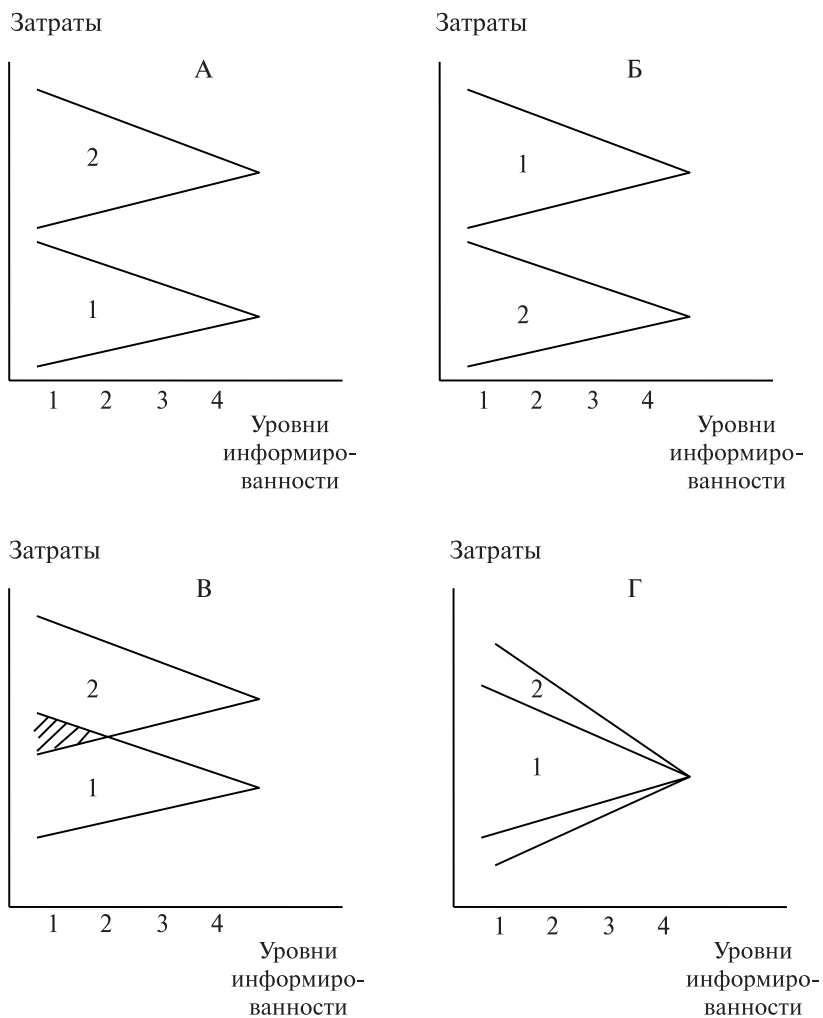 Затраты
А
2
1
1 2 3 4
Уровни
информиро-
ванности
Затраты
Б
1
2
1 2 3 4
Уровни
информиро-
ванности
Затраты
В
2
1
1 2 3 4
Уровни
информиро-
ванности
Затраты
Г
2
1
1 2 3 4
Уровни
информиро-
ванности